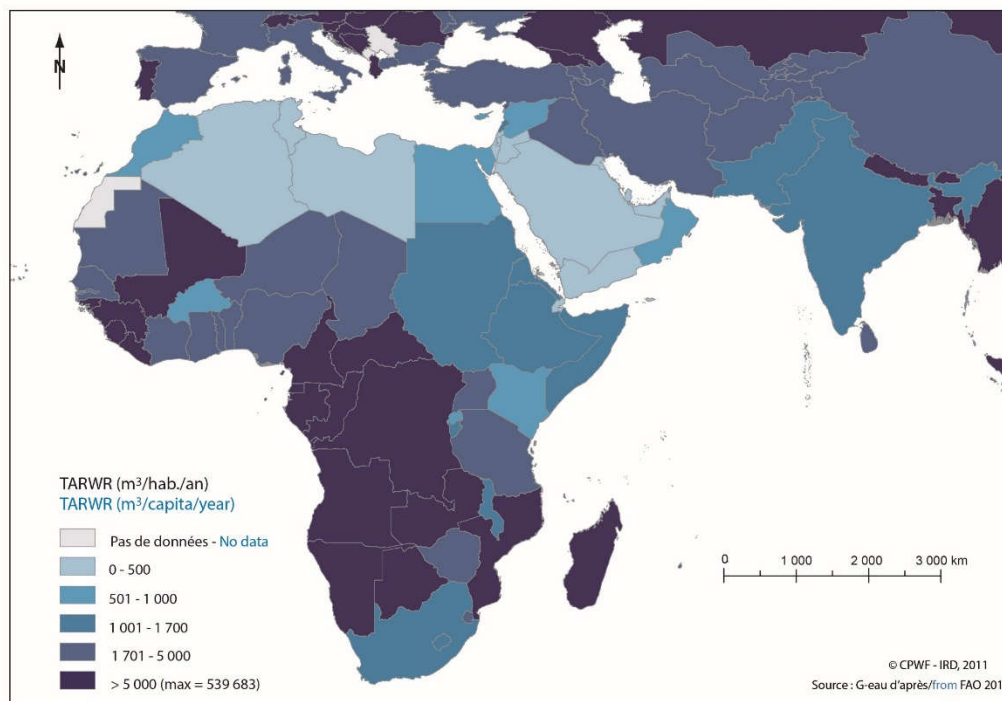 N
TARWR (m³/hab./an)
TARWR (m³/capita/year)
Pas de données - No data
0 - 500
501 - 1 000
1 001 - 1 700
1 701 - 5 000
> 5 000 (max = 539 683)
0 1 000 2 000 3 000 km
© CPWF - IRD, 2011
Source : G-eau d'après/from FAO 201